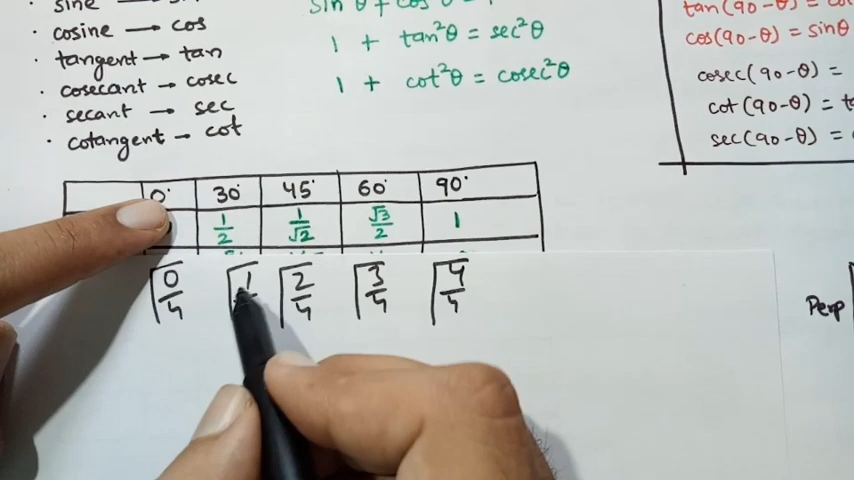 · sine → sin
· cosine → cos
· tangent → tan
· cosecant → cosec
· secant → sec
· cotangent → cot
1 + tan²θ = sec²θ
1 + cot²θ = cosec²θ
tan(90-θ) =
cos(90-θ) = sinθ
cosec(90-θ) =
cot(90-θ) =
sec(90-θ) =
0° 30° 45° 60° 90°
1/2 1/√2 √3/2 1
√0/4 √1 √2/4 √3/4 √4/4
Perp